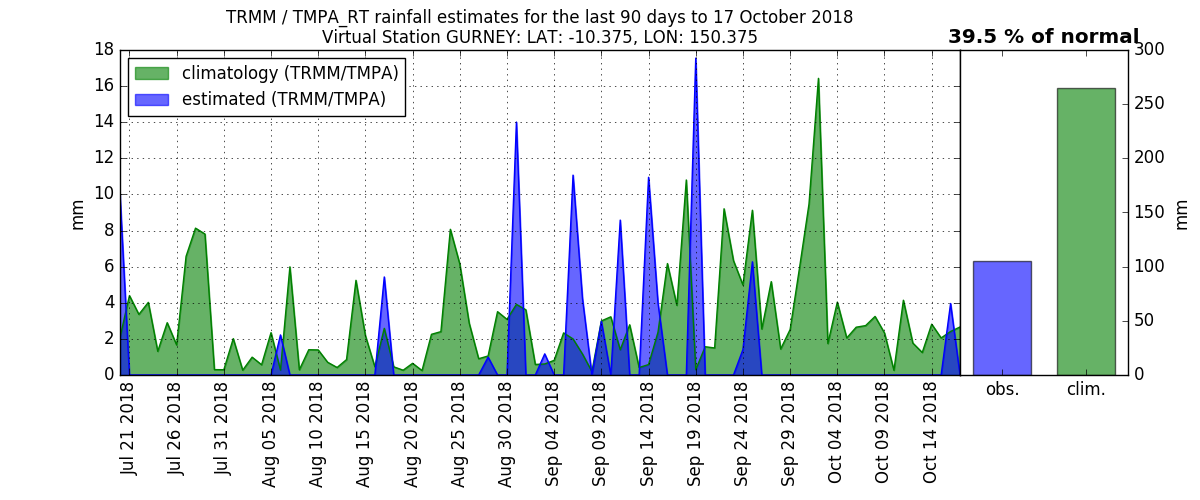 TRMM / TMPA_RT rainfall estimates for the last 90 days to 17 October 2018
Virtual Station GURNEY: LAT: -10.375, LON: 150.375
39.5 % of normal
climatology (TRMM/TMPA)
estimated (TRMM/TMPA)
mm
18
16
14
12
10
8
6
4
2
0
Jul 21 2018
Jul 26 2018
Jul 31 2018
Aug 05 2018
Aug 10 2018
Aug 15 2018
Aug 20 2018
Aug 25 2018
Aug 30 2018
Sep 04 2018
Sep 09 2018
Sep 14 2018
Sep 19 2018
Sep 24 2018
Sep 29 2018
Oct 04 2018
Oct 09 2018
Oct 14 2018
obs.
clim.
300
250
200
150
100
50
0
mm